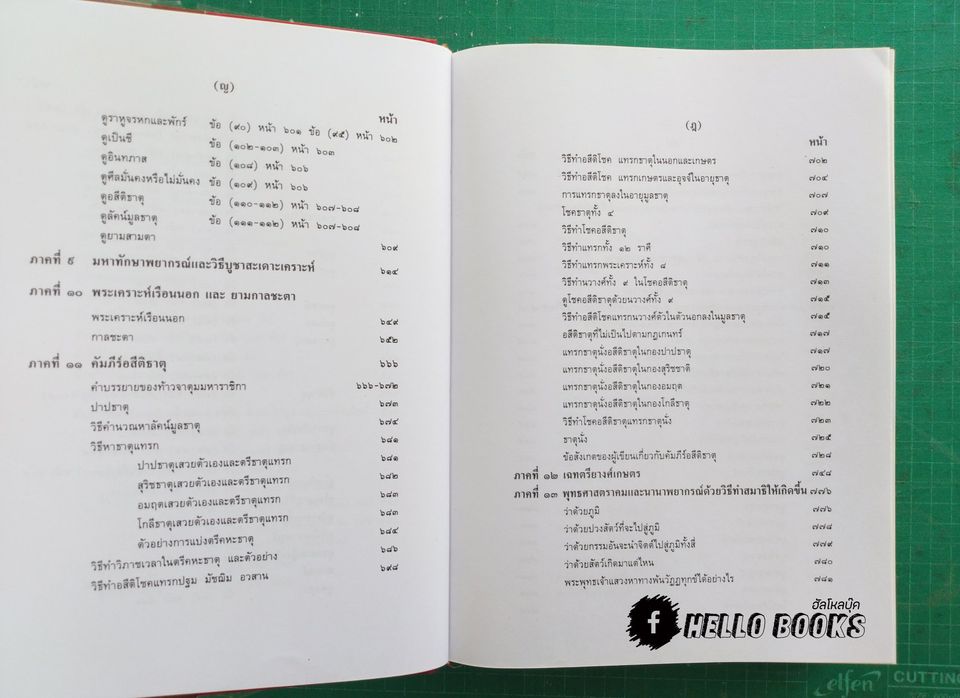 (ญ)
หน้า
ดูราหูจรหกและพักร์ ข้อ (๙๐) หน้า ๖๐๑ ข้อ (๙๕) หน้า ๖๐๒
ดูเป็นชี ข้อ (๑๐๒-๑๐๓) หน้า ๖๐๓
ดูอินทภาส ข้อ (๑๐๘) หน้า ๖๐๖
ดูศีลมั่นคงหรือไม่มั่นคง ข้อ (๑๐๙) หน้า ๖๐๖
ดูอสีติธาตุ ข้อ (๑๑๐-๑๑๒) หน้า ๖๐๗-๖๐๘
ดูลัคน์มูลธาตุ ข้อ (๑๑๑-๑๑๒) หน้า ๖๐๗-๖๐๘
ดูยามสามตา ๖๐๙
ภาคที่ ๙ มหาทักษาพยากรณ์และวิธีบูชาสะเดาะเคราะห์ ๖๑๔
ภาคที่ ๑๐ พระเคราะห์เรือนนอก และ ยามกาลชะตา
พระเคราะห์เรือนนอก ๖๔๙
กาลชะตา ๖๕๒
ภาคที่ ๑๑ คัมภีร์อสีติธาตุ ๖๖๖
คำบรรยายของท้าวจาตุมมหาราชิกา ๖๖๖-๖๗๒
ปาปธาตุ ๖๗๓
วิธีคำนวณหาลัคน์มูลธาตุ ๖๗๔
วิธีหาธาตุแทรก ๖๘๑
ปาปธาตุเสวยตัวเองและตรีธาตุแทรก ๖๘๑
สุริชธาตุเสวยตัวเองและตรีธาตุแทรก ๖๘๒
อมฤตเสวยตัวเองและตรีธาตุแทรก ๖๘๓
โกลีธาตุเสวยตัวเองและตรีธาตุแทรก ๖๘๓
ตัวอย่างการแบ่งตรีคหะธาตุ ๖๘๔
วิธีทำวิภาชเวลาในตรีคหะธาตุ และตัวอย่าง ๖๘๖
วิธีทำอสีติโชคแทรกปฐม มัชฌิม อวสาน ๖๙๘
(ฎ)
หน้า
วิธีทำอสีติโชค แทรกธาตุในนอกและเกษตร ๗๐๒
วิธีทำอสีติโชค แทรกเกษตรและอุจจ์ในอายุธาตุ ๗๐๔
การแทรกธาตุลงในอายุมูลธาตุ ๗๐๗
โชคธาตุทั้ง ๔ ๗๐๙
วิธีทำโชคอสีติธาตุ ๗๑๐
วิธีทำแทรกทั้ง ๑๒ ราศี ๗๑๐
วิธีทำแทรกพระเคราะห์ทั้ง ๘ ๗๑๑
วิธีทำนวางค์ทั้ง ๙ ในโชคอสีติธาตุ ๗๑๓
ดูโชคอสีติธาตุด้วยนวางค์ทั้ง ๙ ๗๑๕
วิธีทำอสีติโชคแทรกนวางค์ตัวในตัวนอกลงในมูลธาตุ ๗๑๕
อสีติธาตุที่ไม่เป็นไปตามกฎเกนทร์ ๗๑๗
แทรกธาตุนั่งอสีติธาตุในกองปาปธาตุ ๗๑๗
แทรกธาตุนั่งอสีติธาตุในกองสุริชชาติ ๗๒๐
แทรกธาตุนั่งอสีติธาตุในกองอมฤต ๗๒๑
แทรกธาตุนั่งอสีติธาตุในกองโกลีธาตุ ๗๒๒
วิธีทำโชคอสีติธาตุแทรกธาตุนั่ง ๗๒๓
ธาตุนั่ง ๗๒๕
ข้อสังเกตของผู้เขียนเกี่ยวกับคัมภีร์อสีติธาตุ ๗๒๘
ภาคที่ ๑๒ เฉทตรียางศ์เกษตร ๗๔๘
ภาคที่ ๑๓ พุทธศาสตราคมและนานาพยากรณ์ด้วยวิธีทำสมาธิให้เกิดขึ้น ๗๗๖
ว่าด้วยภูมิ ๗๗๖
ว่าด้วยปวงสัตว์ที่จะไปสู่ภูมิ ๗๗๘
ว่าด้วยกรรมอันจะนำจิตต์ไปสู่ภูมิทั้งสี่ ๗๗๙
ว่าด้วยสัตว์เกิดมาแต่ไหน ๗๘๐
พระพุทธเจ้าแสวงหาทางพ้นวัฏฏทุกข์ได้อย่างไร ๗๘๑
ฮัลโหลบุ๊ค
f HELLO BOOKS
elfen CUTTING